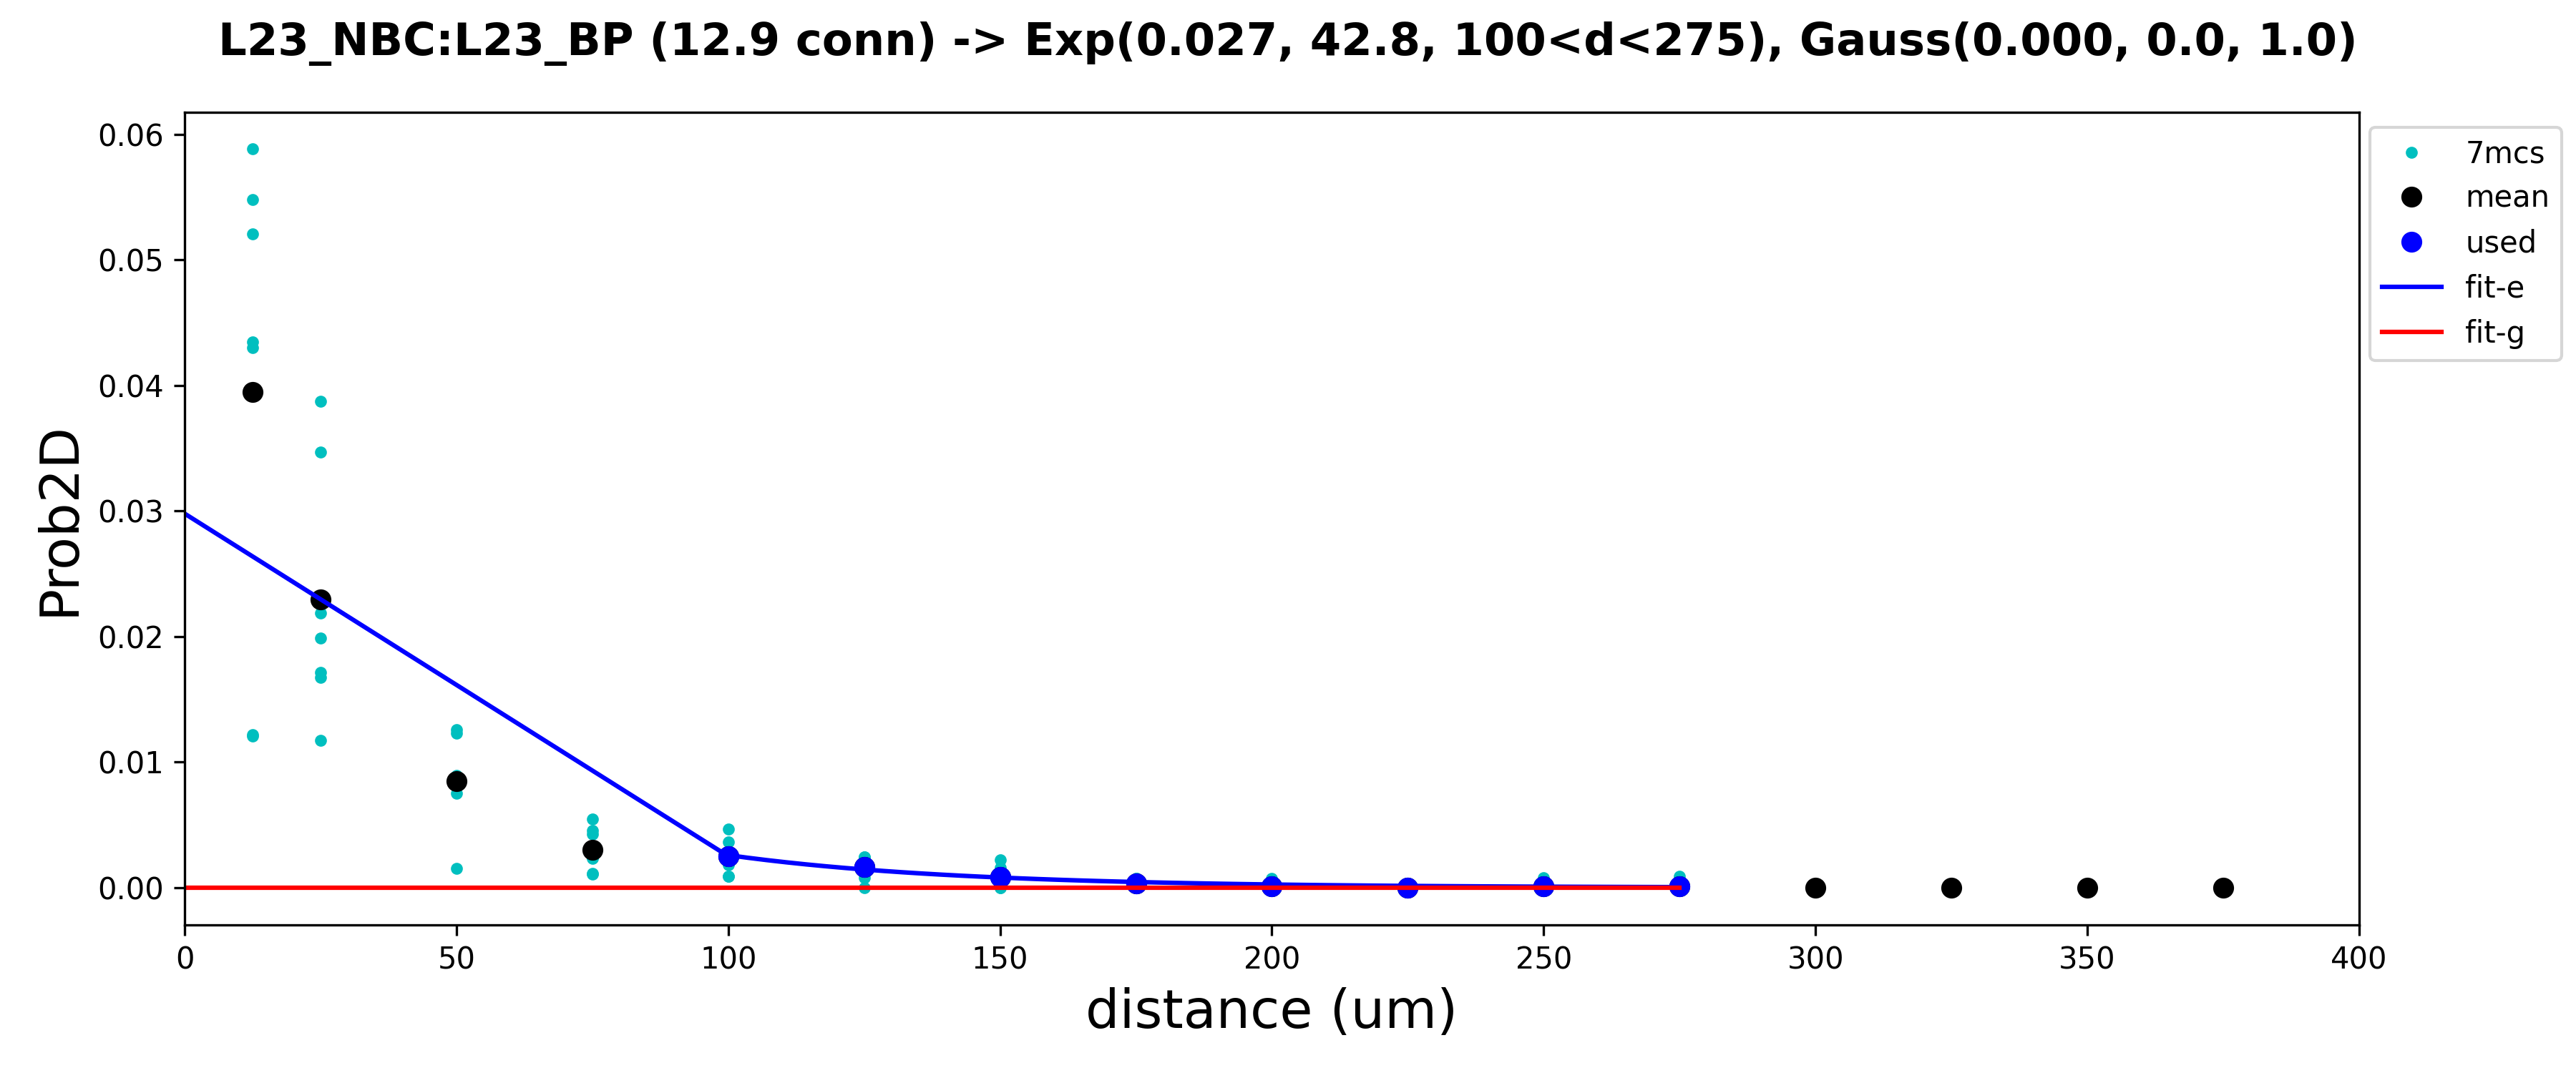 L23_NBC:L23_BP (12.9 conn) -> Exp(0.027, 42.8, 100<d<275), Gauss(0.000, 0.0, 1.0)
0.06
0.05
0.04
0.03
0.02
0.01
0.00
Prob2D
0 50 100 150 200 250 300 350 400
distance (um)
7mcs
mean
used
fit-e
fit-g